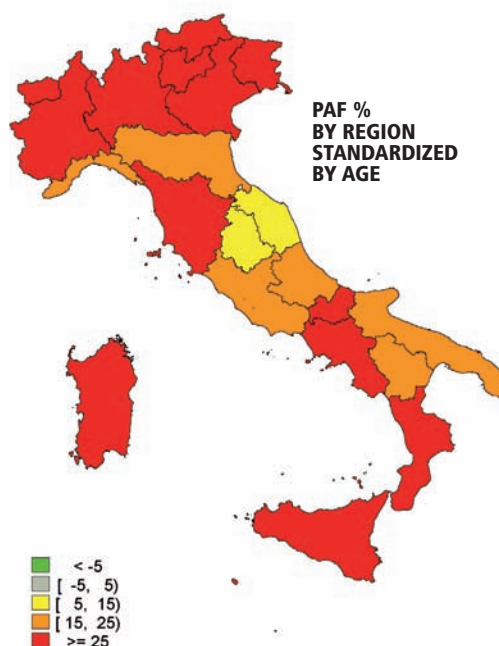 PAF %
BY REGION
STANDARDIZED
BY AGE
< -5
[ -5, 5)
[ 5, 15)
[ 15, 25)
>= 25